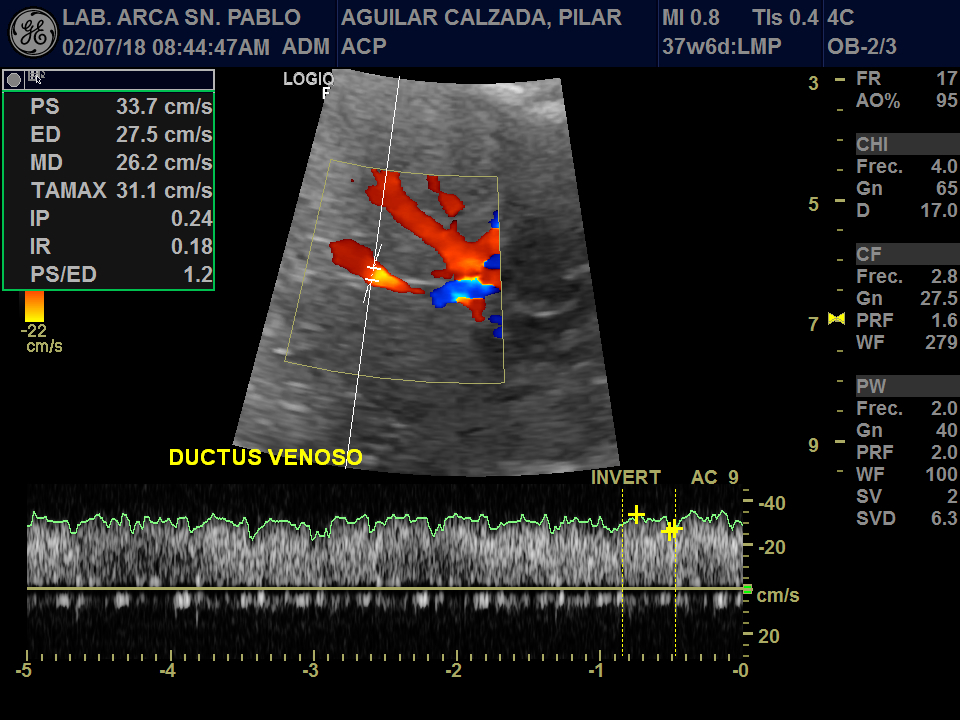 LAB. ARCA SN. PABLO
AGUILAR CALZADA, PILAR
MI 0.8 TIs 0.4 4C
02/07/18 08:44:47AM ADM ACP
37w6d:LMP
OB-2/3
LOGIQ
F
PS 33.7 cm/s
ED 27.5 cm/s
MD 26.2 cm/s
TAMAX 31.1 cm/s
IP 0.24
IR 0.18
PS/ED 1.2
-22
cm/s
3
5
7
9
FR 17
AO% 95
CHI
Frec. 4.0
Gn 65
D 17.0
CF
Frec. 2.8
Gn 27.5
PRF 1.6
WF 279
PW
Frec. 2.0
Gn 40
PRF 2.0
WF 100
SV 2
SVD 6.3
DUCTUS VENOSO
INVERT AC 9
-40
-20
cm/s
20
-5 -4 -3 -2 -1 -0